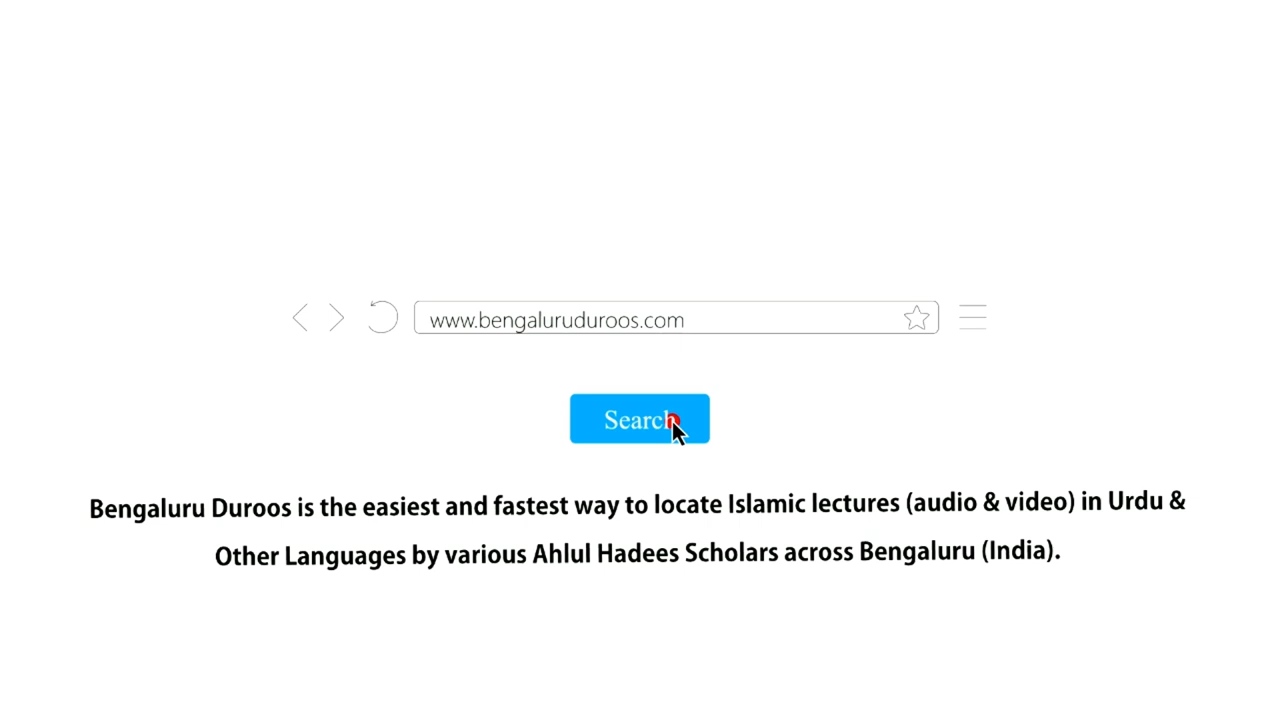 www.bengaluruduroos.com
Search
Bengaluru Duroos is the easiest and fastest way to locate Islamic lectures (audio & video) in Urdu &
Other Languages by various Ahlul Hadees Scholars across Bengaluru (India).